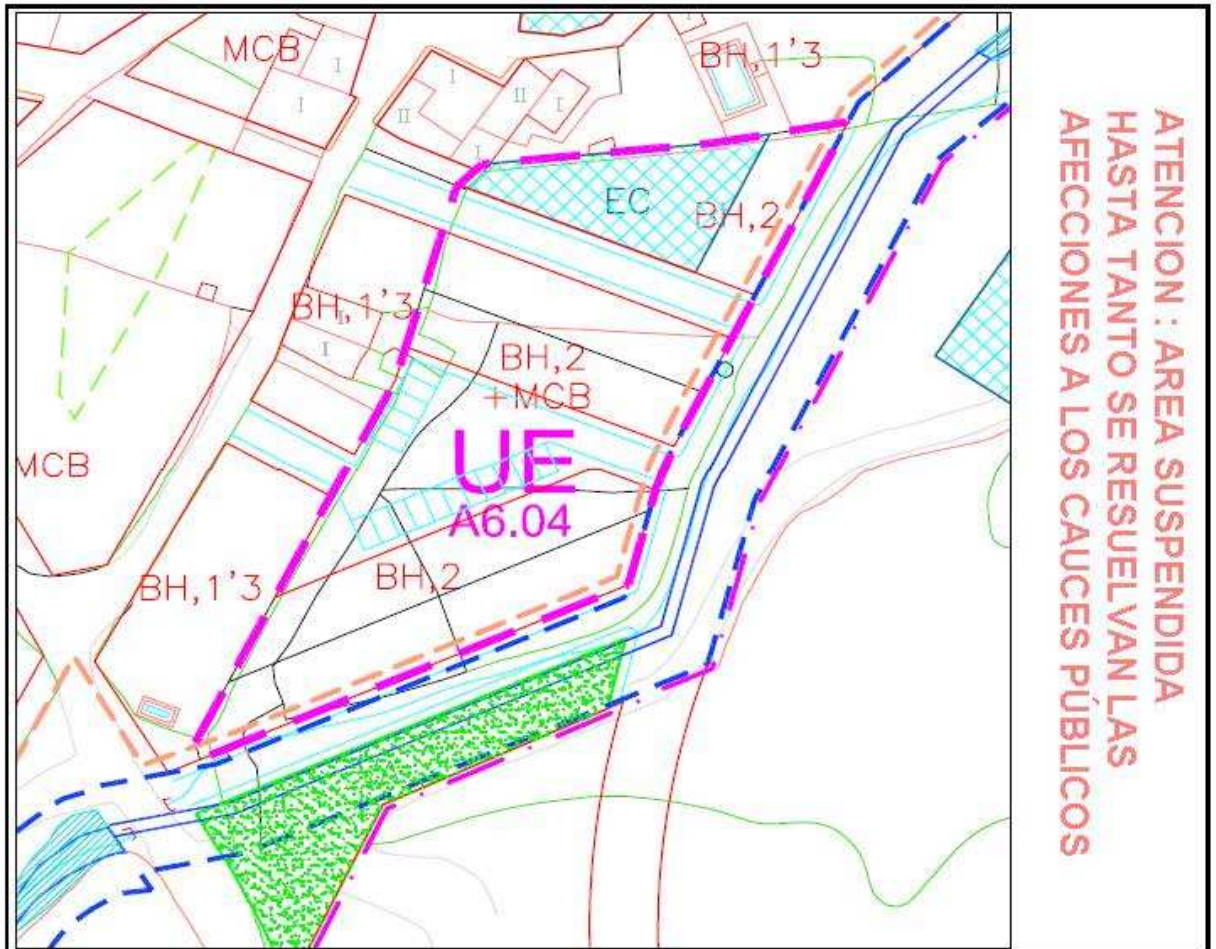 MCB
I
I
I
II
II
I
I
BH,1'3
EC
BH,2
BH,1'3
I
I
BH,2
+MCB
UE
A6.04
MCB
BH,1'3
BH,2
ATENCION : AREA SUSPENDIDA
HASTA TANTO SE RESUELVAN LAS
AFECCIONES A LOS CAUCES PÚBLICOS